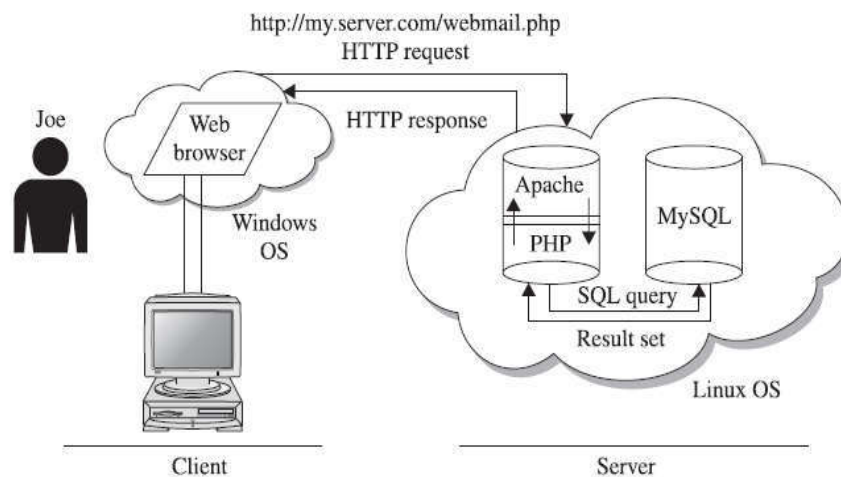 http://my.server.com/webmail.php
HTTP request
Joe
Web
browser
HTTP response
Windows
OS
Apache
PHP
MySQL
SQL query
Result set
Linux OS
Client
Server